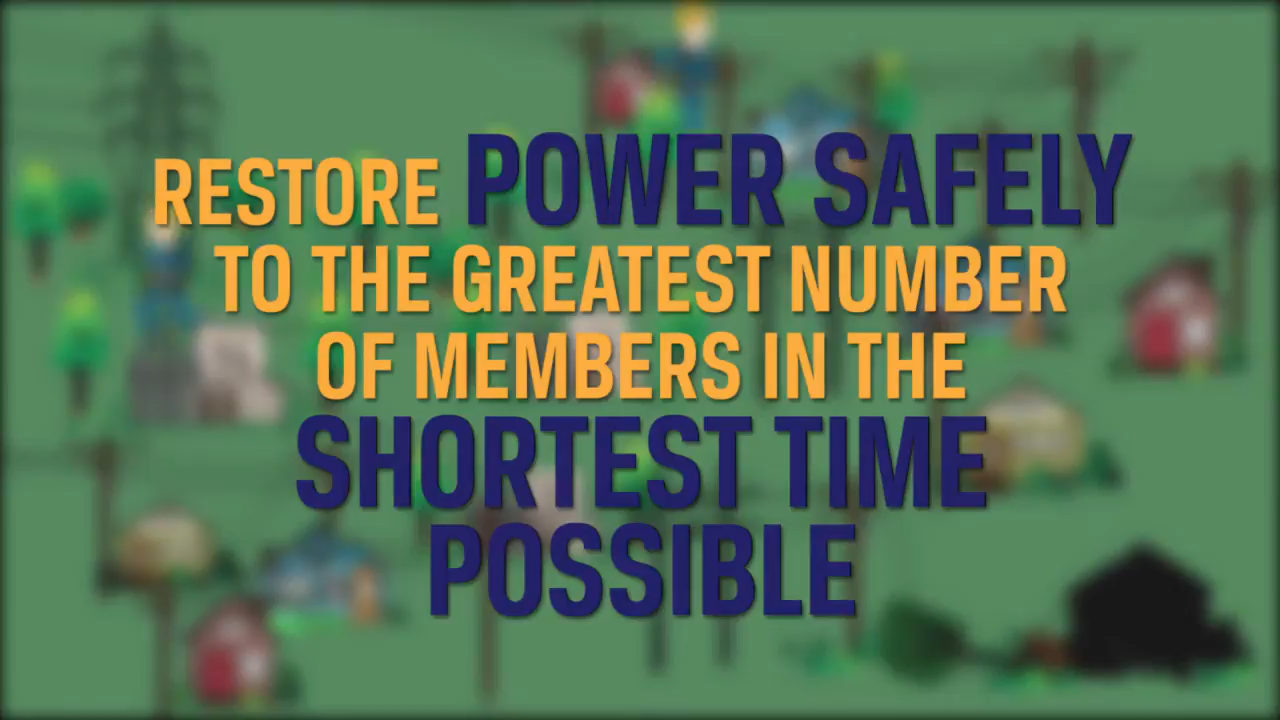 RESTORE POWER SAFELY
TO THE GREATEST NUMBER
OF MEMBERS IN THE
SHORTEST TIME
POSSIBLE